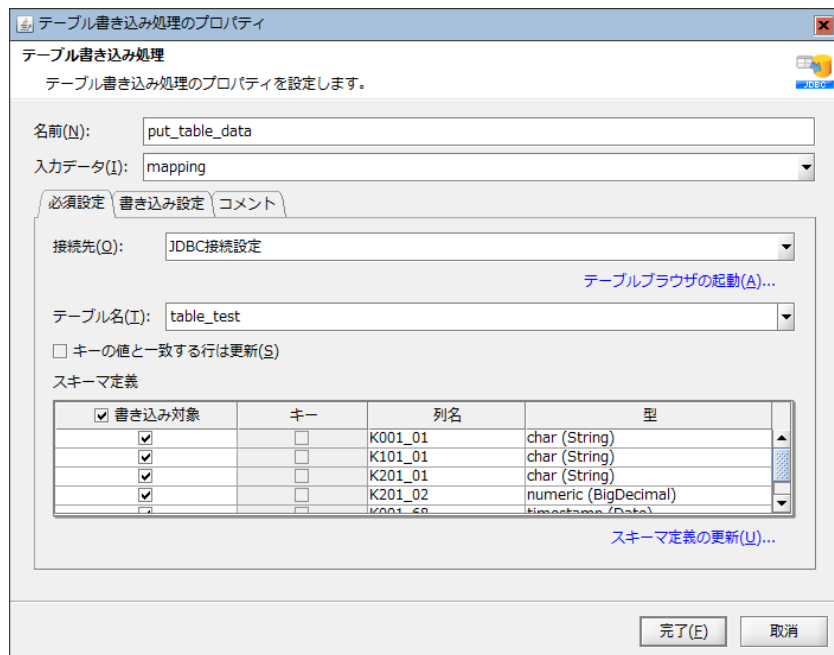 テーブル書き込み処理のプロパティ
テーブル書き込み処理
テーブル書き込み処理のプロパティを設定します。
JDBC
名前(N): put_table_data
入力データ(I): mapping
必須設定 書き込み設定 コメント
接続先(O): JDBC接続設定
テーブルブラウザの起動(A)...
テーブル名(T): table_test
キーの値と一致する行は更新(S)
スキーマ定義
書き込み対象 キー 列名 型
K001_01 char (String)
K101_01 char (String)
K201_01 char (String)
K201_02 numeric (BigDecimal)
K001_68 timestamp (Date)
スキーマ定義の更新(U)...
完了(F) 取消